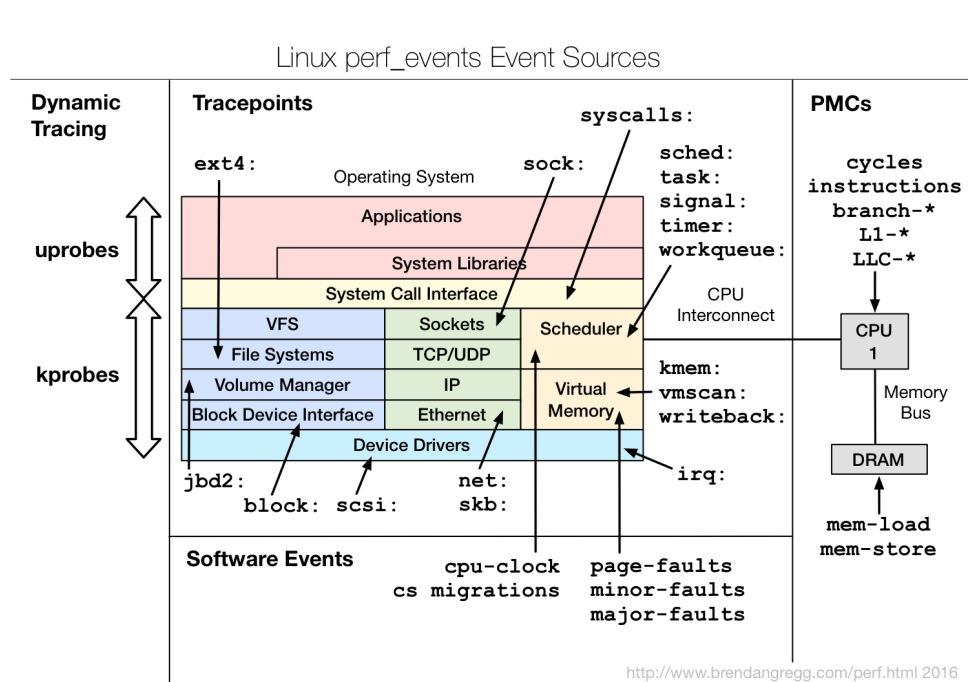 Linux perf_events Event Sources
Dynamic
Tracing
uprobes
kprobes
Tracepoints
syscalls:
ext4:
sock:
sched:
task:
signal:
timer:
workqueue:
Operating System
Applications
System Libraries
System Call Interface
VFS
Sockets
Scheduler
File Systems
TCP/UDP
Volume Manager
IP
Virtual
Memory
Block Device Interface
Ethernet
Device Drivers
CPU
Interconnect
kmem:
vmscan:
writeback:
irq:
jbd2:
block:
scsi:
net:
skb:
Software Events
cpu-clock
cs migrations
page-faults
minor-faults
major-faults
PMCs
cycles
instructions
branch-*
L1-*
LLC-*
CPU
1
Memory
Bus
DRAM
mem-load
mem-store
http://www.brendangregg.com/perf.html 2016